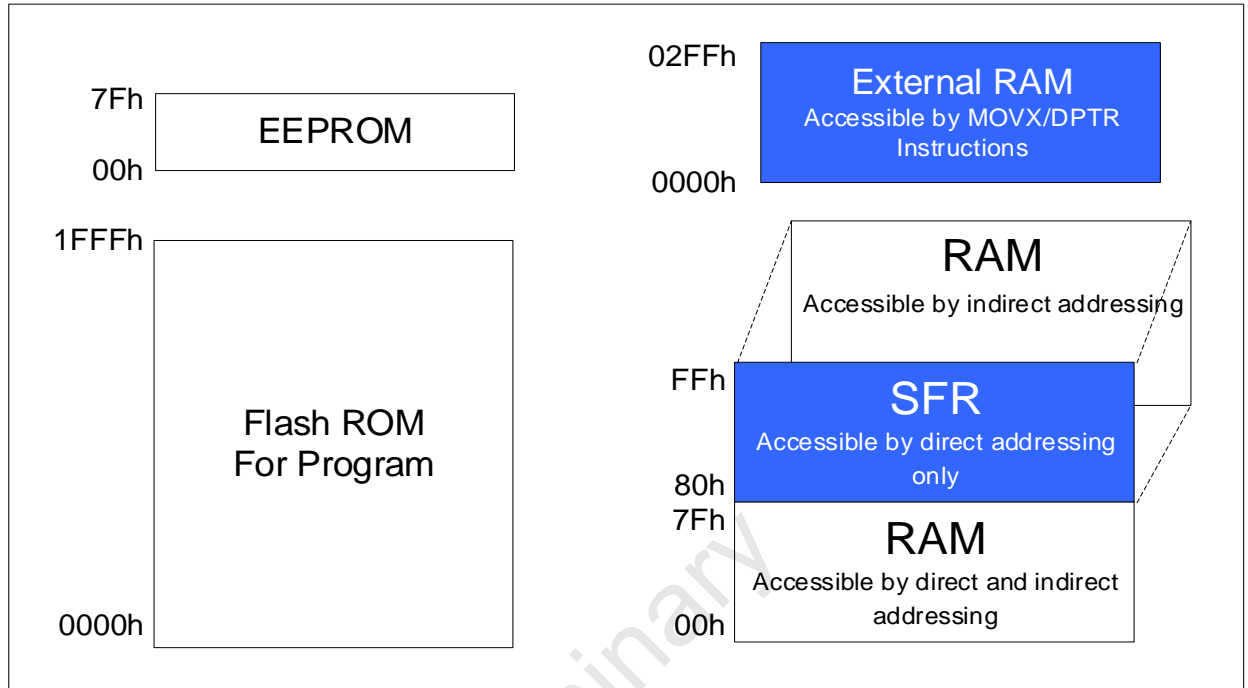 7Fh
EEPROM
00h
1FFFh
Flash ROM
For Program
0000h
02FFh
External RAM
Accessible by MOVX/DPTR
Instructions
0000h
RAM
Accessible by indirect addressing
FFh
SFR
Accessible by direct addressing
only
80h
7Fh
RAM
Accessible by direct and indirect
addressing
00h